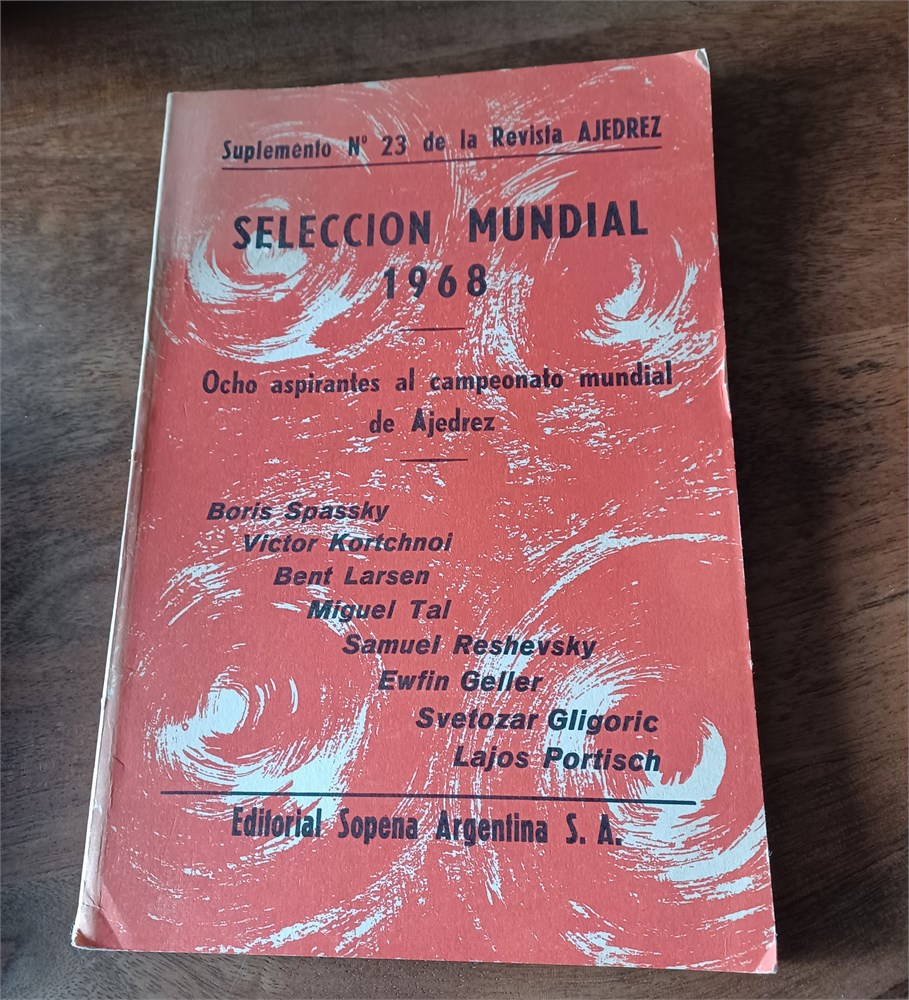 Suplemento Nº 23 de la Revista AJEDREZ
SELECCION MUNDIAL
1968
Ocho aspirantes al campeonato mundial
de Ajedrez
Boris Spassky
Victor Kortchnoi
Bent Larsen
Miguel Tal
Samuel Reshevsky
Ewfin Geller
Svetozar Gligoric
Lajos Portisch
Editorial Sopena Argentina S. A.